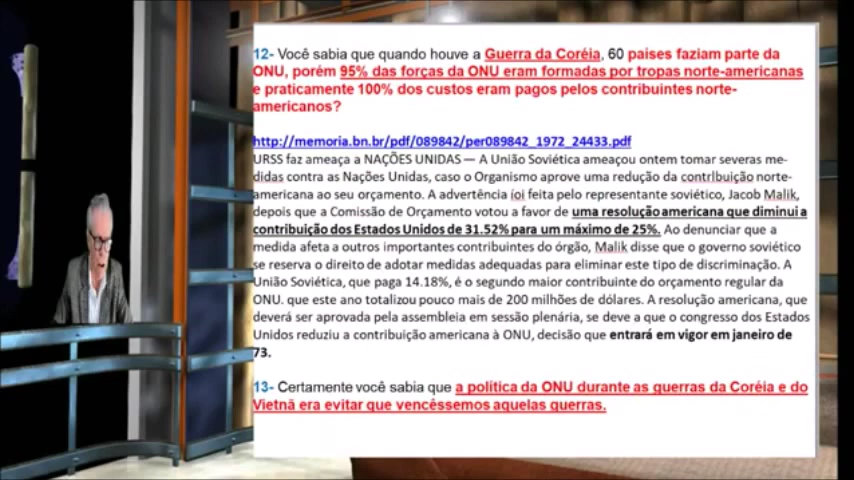 12- Você sabia que quando houve a Guerra da Coréia, 60 países faziam parte da
ONU, porém 95% das forças da ONU eram formadas por tropas norte-americanas
e praticamente 100% dos custos eram pagos pelos contribuintes norte-
americanos?
http://memoria.bn.br/pdf/089842/per089842_1972_24433.pdf
URSS faz ameaça a NAÇÕES UNIDAS — A União Soviética ameaçou ontem tomar severas me-
didas contra as Nações Unidas, caso o Organismo aprove uma redução da contrlbuição norte-
americana ao seu orçamento. A advertência íoi feita pelo representante soviético, Jacob Malik,
depois que a Comissão de Orçamento votou a favor de uma resolução americana que diminui a
contribuição dos Estados Unidos de 31.52% para um máximo de 25%. Ao denunciar que a
medida afeta a outros importantes contribuintes do órgão, Malik disse que o governo soviético
se reserva o direito de adotar medidas adequadas para eliminar este tipo de discriminação. A
União Soviética, que paga 14.18%, é o segundo maior contribuinte do orçamento regular da
ONU. que este ano totalizou pouco mais de 200 milhões de dólares. A resolução americana, que
deverá ser aprovada pela assembleia em sessão plenária, se deve a que o congresso dos Estados
Unidos reduziu a contribuição americana à ONU, decisão que entrará em vigor em janeiro de
73.
13- Certamente você sabia que a política da ONU durante as guerras da Coréia e do
Vietnã era evitar que vencêssemos aquelas guerras.